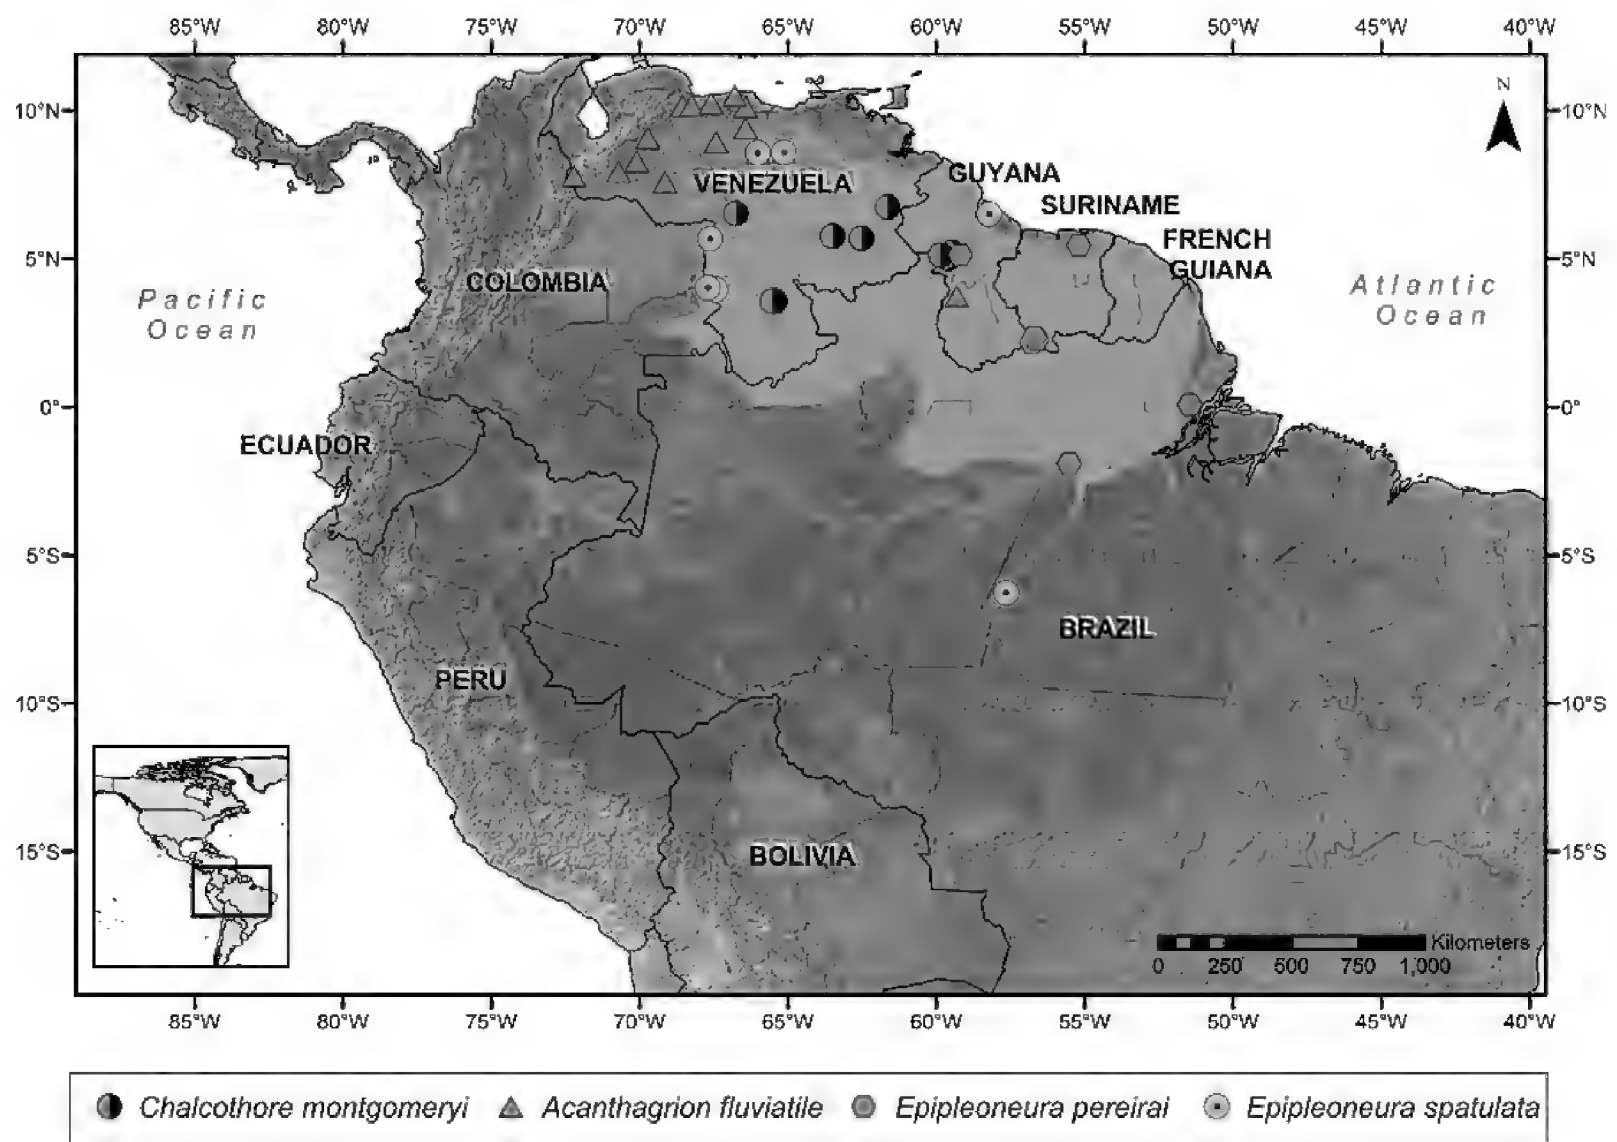 85°W 80°W 75°W 70°W 65°W 60°W 55°W 50°W 45°W 40°W
N
10°N 10°N
GUYANA
VENEZUELA
SURINAME
FRENCH
GUIANA
5°N 5°N
COLOMBIA
Pacific
Ocean
Atlantic
Ocean
0° 0°
ECUADOR
5°S 5°S
BRAZIL
PERU
10°S 10°S
BOLIVIA
15°S 15°S
Kilometers
0 250 500 750 1,000
85°W 80°W 75°W 70°W 65°W 60°W 55°W 50°W 45°W 40°W
Chalcothore montgomeryi Acanthagrion fluviatile Epipleoneura pereirai Epipleoneura spatulata